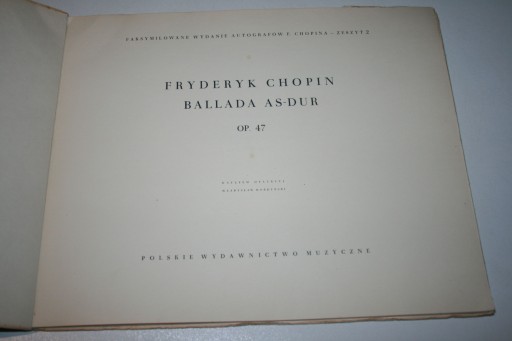 FAKSYMILOWANE WYDANIE AUTOGRAFÓW F. CHOPINA - ZESZYT 2
FRYDERYK CHOPIN
BALLADA AS-DUR
OP 47
POLSKIE WYDAWNICTWO MUZYCZNE